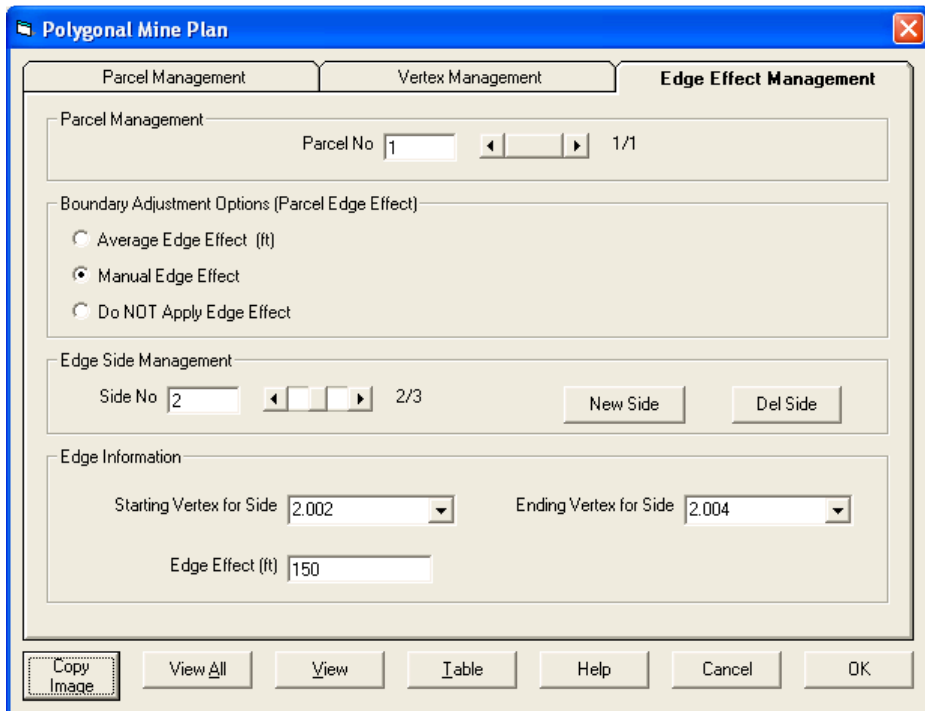 Polygonal Mine Plan
Parcel Management Vertex Management Edge Effect Management
Parcel Management
Parcel No 1 1/1
Boundary Adjustment Options (Parcel Edge Effect)
Average Edge Effect (ft)
Manual Edge Effect
Do NOT Apply Edge Effect
Edge Side Management
Side No 2 2/3 New Side Del Side
Edge Information
Starting Vertex for Side 2.002 Ending Vertex for Side 2.004
Edge Effect (ft) 150
Copy
Image View All View Table Help Cancel OK